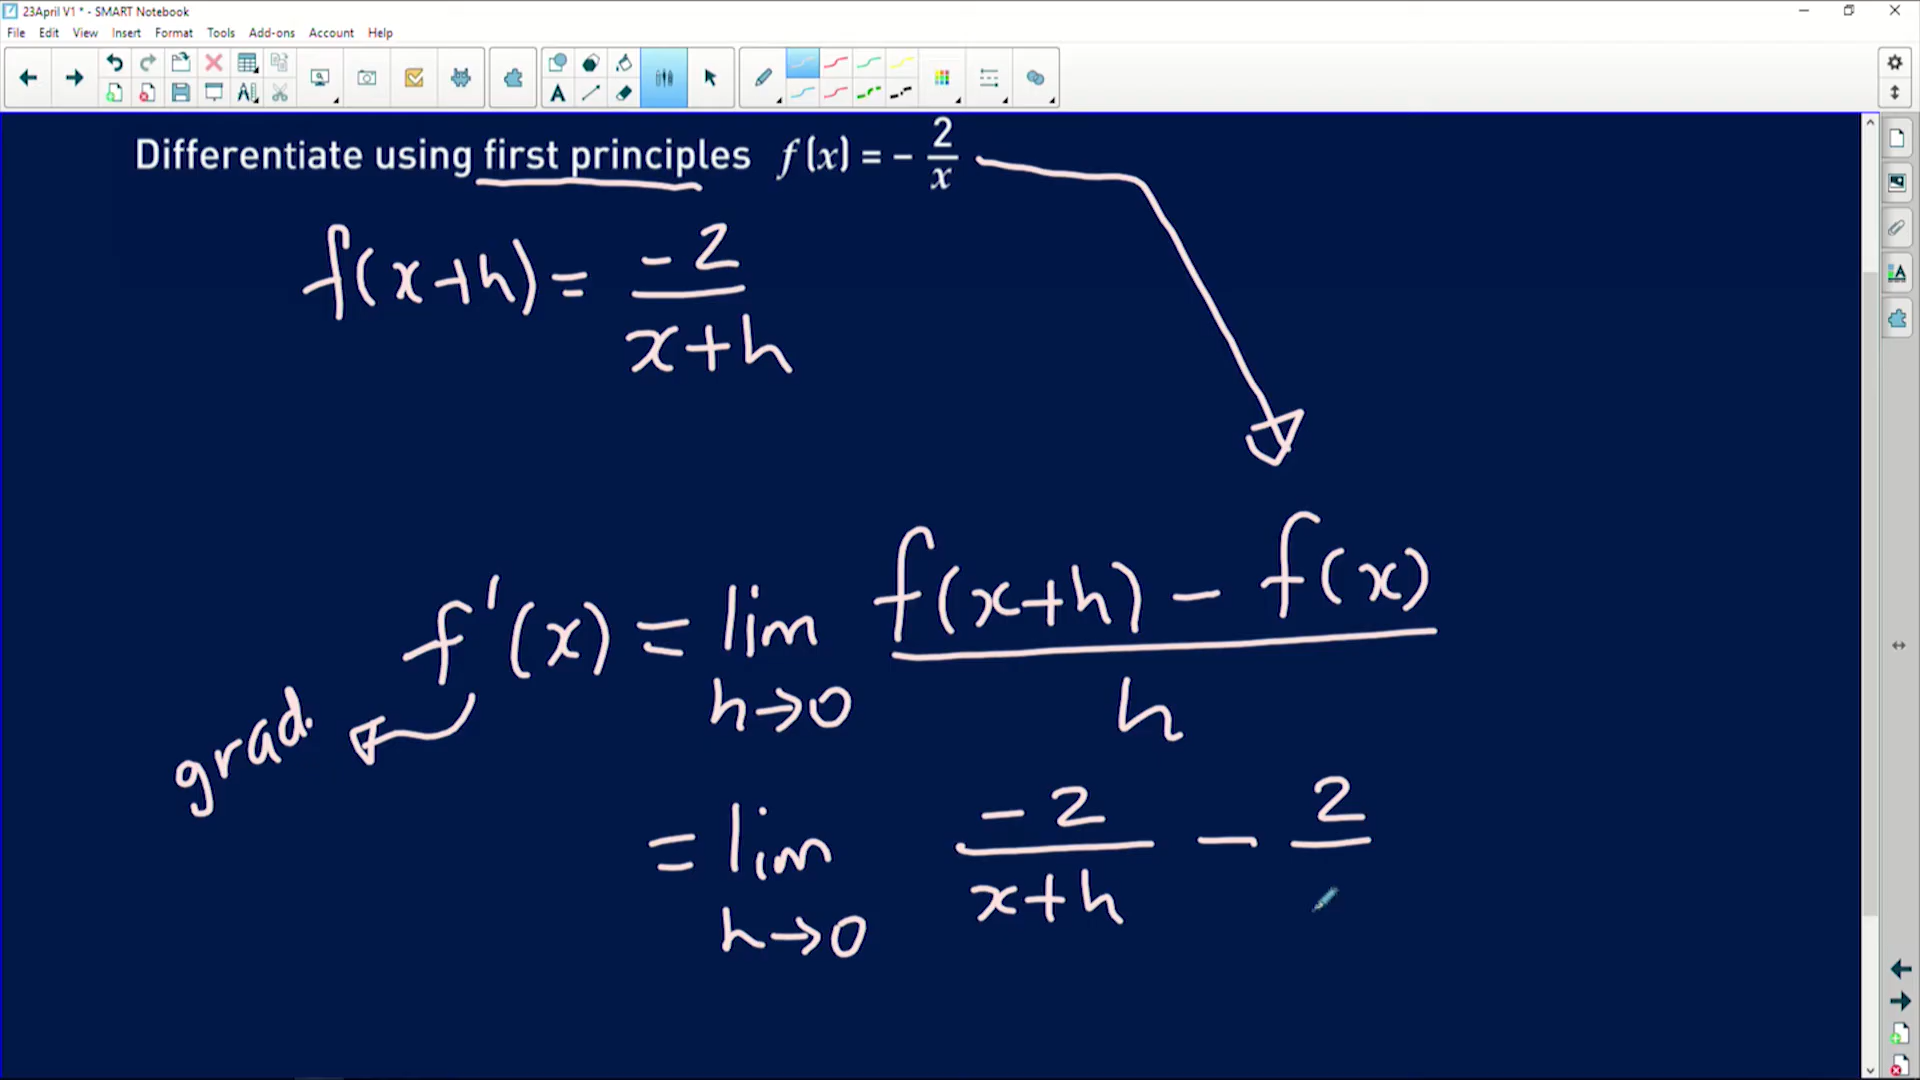 23April V1 * - SMART Notebook
File Edit View Insert Format Tools Add-ons Account Help
Differentiate using first principles f(x) = - 2/x
f(x+h) = -2/x+h
f'(x) = lim h→0 f(x+h) - f(x)/h
grad.
= lim h→0 -2/x+h - 2/